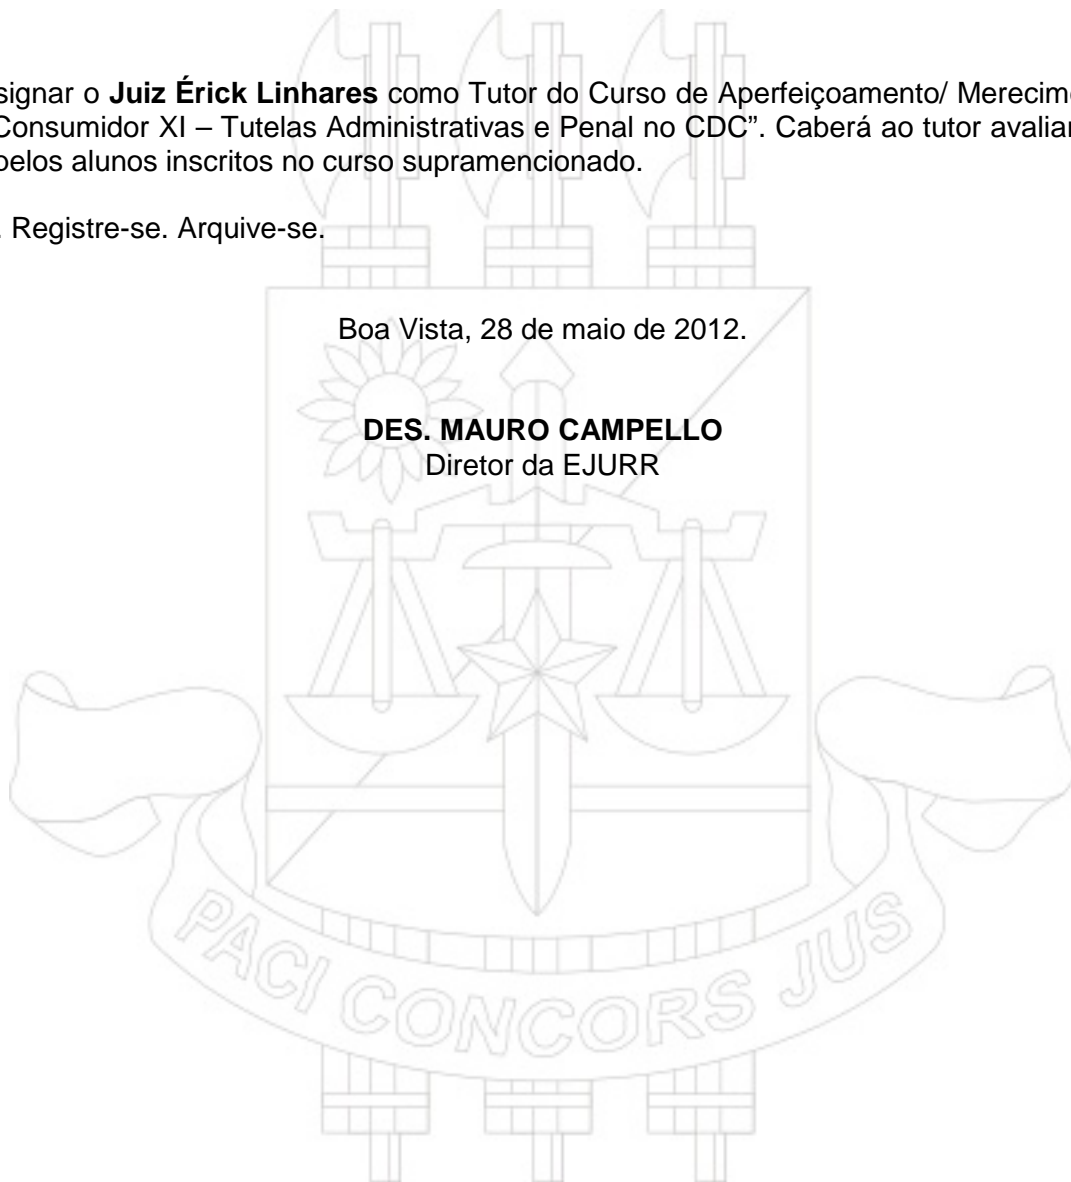 signar o Juiz Érick Linhares como Tutor do Curso de Aperfeiçoamento/ Merecim
Consumidor XI – Tutelas Administrativas e Penal no CDC”. Caberá ao tutor avaliar
pelos alunos inscritos no curso supramencionado.
. Registre-se. Arquive-se.
Boa Vista, 28 de maio de 2012.
DES. MAURO CAMPELLO
Diretor da EJURR
PACI CONCORS JUS